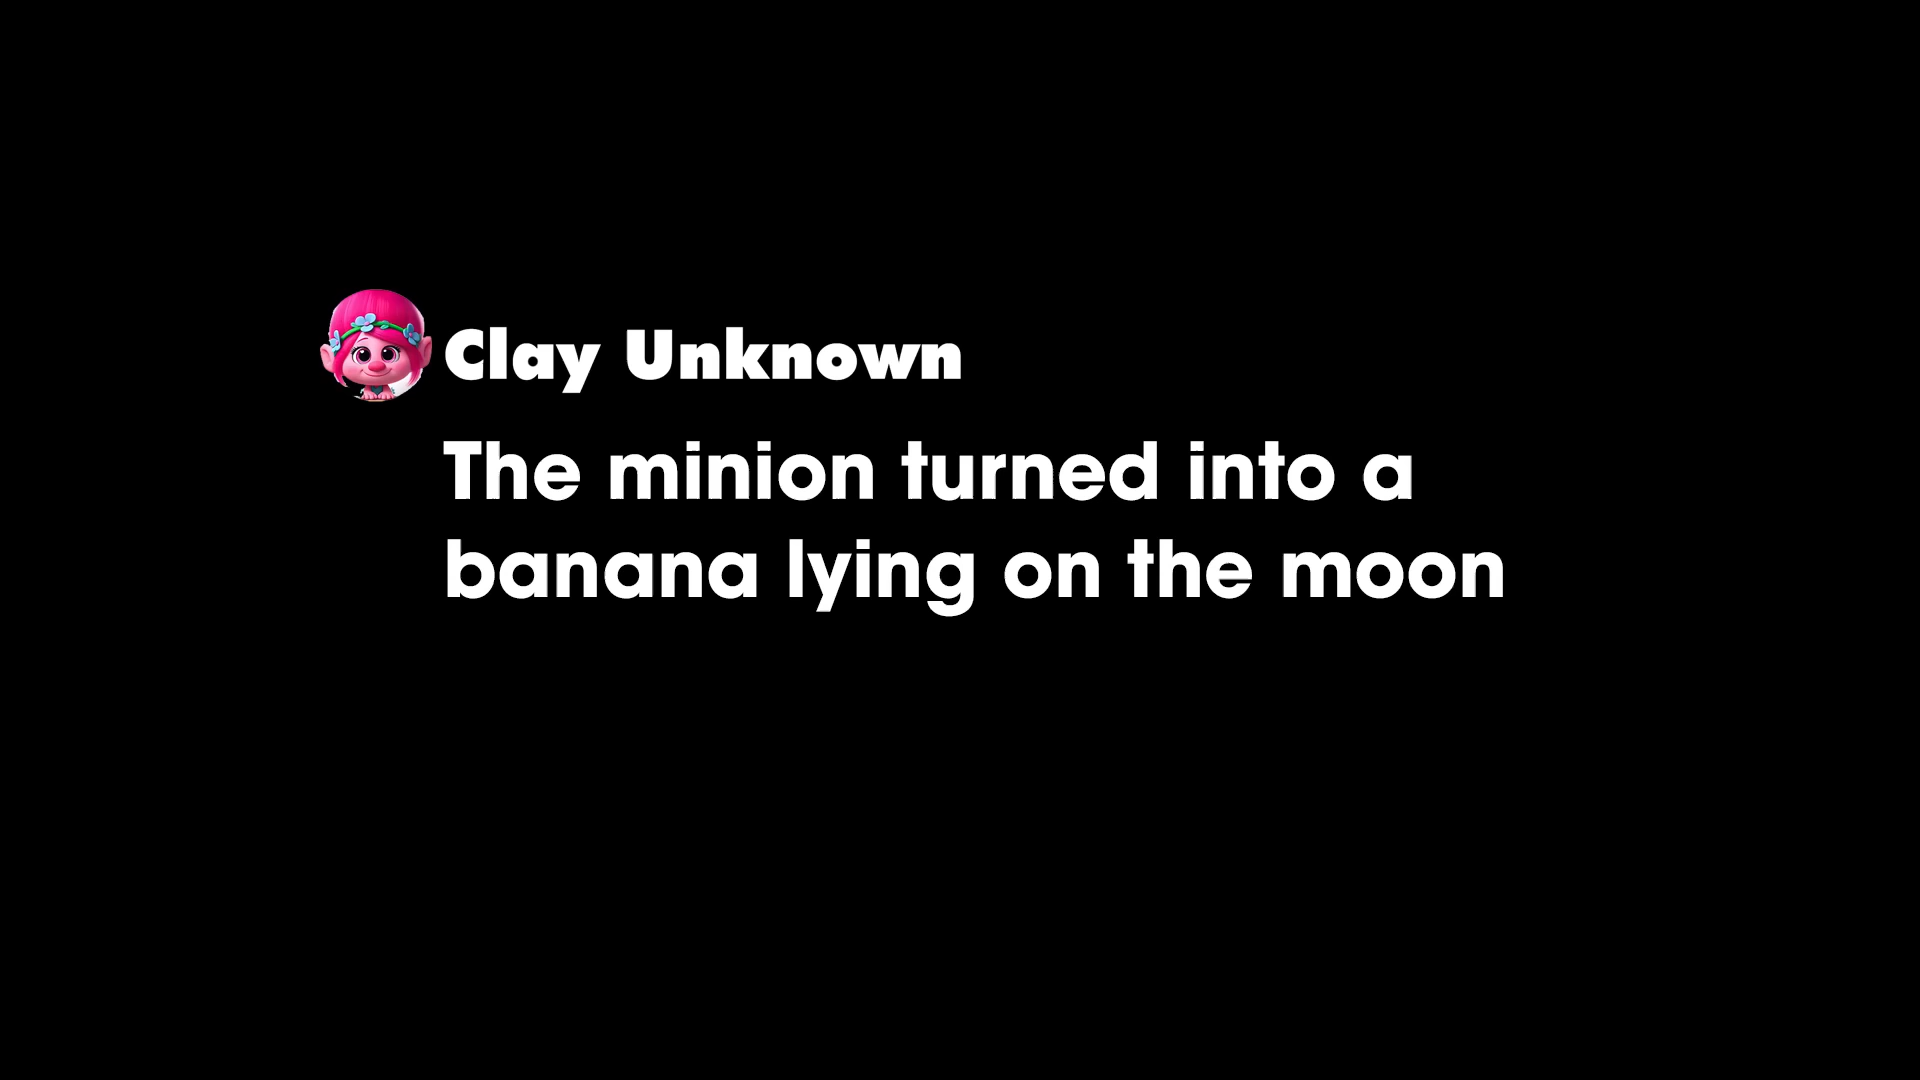 Clay Unknown
The minion turned into a
banana lying on the moon